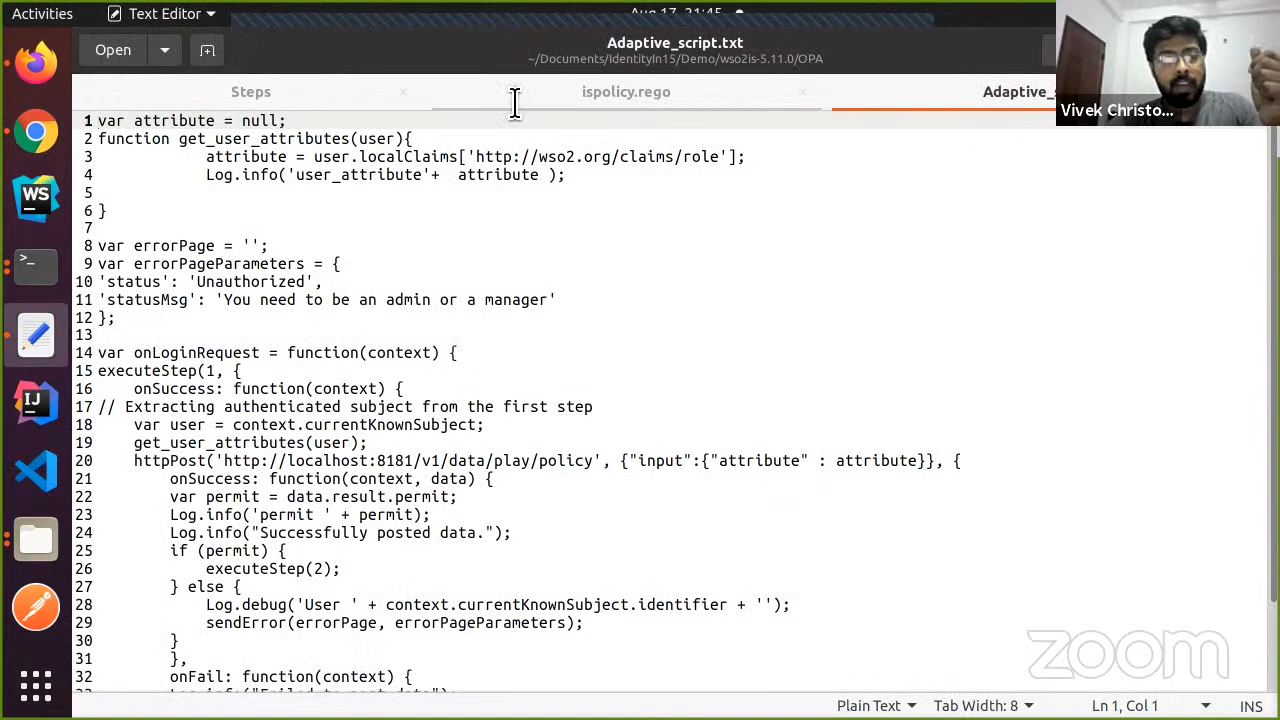 Activities
Text Editor
Aug 17 21:45
Open
Adaptive_script.txt
~/Documents/IdentityIn15/Demo/wso2is-5.11.0/OPA
Steps
ispolicy.rego
Vivek Christo...
WS
>_
IJ
1 var attribute = null;
2 function get_user_attributes(user){
3 attribute = user.localClaims['http://wso2.org/claims/role'];
4 Log.info('user_attribute'+  attribute );
5
6 }
7
8 var errorPage = '';
9 var errorPageParameters = {
10 'status': 'Unauthorized',
11 'statusMsg': 'You need to be an admin or a manager'
12 };
13
14 var onLoginRequest = function(context) {
15 executeStep(1, {
16 onSuccess: function(context) {
17 // Extracting authenticated subject from the first step
18 var user = context.currentKnownSubject;
19 get_user_attributes(user);
20 httpPost('http://localhost:8181/v1/data/play/policy', {"input":{"attribute" : attribute}}, {
21 onSuccess: function(context, data) {
22 var permit = data.result.permit;
23 Log.info('permit ' + permit);
24 Log.info("Successfully posted data.");
25 if (permit) {
26 executeStep(2);
27 } else {
28 Log.debug('User ' + context.currentKnownSubject.identifier + '');
29 sendError(errorPage, errorPageParameters);
30 }
31 },
32 onFail: function(context) {
zoom
Plain Text
Tab Width: 8
Ln 1, Col 1
INS